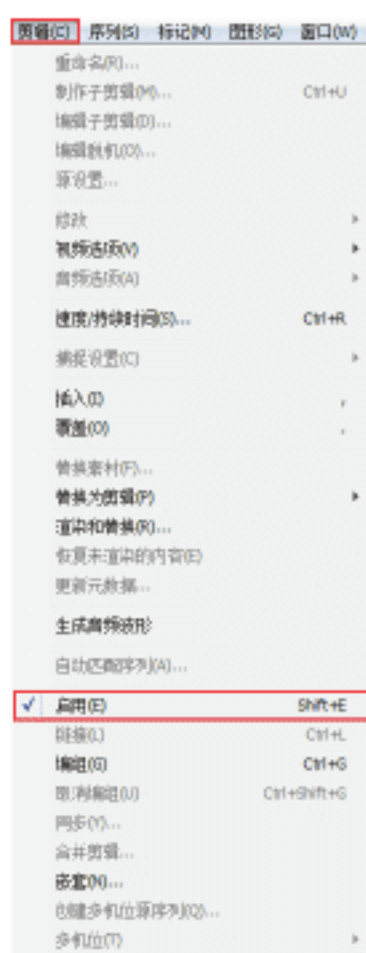 剪辑(C) 序列(S) 标记(M) 图形(G) 窗口(W)
重命名(R)...
制作子剪辑(M)... Ctrl+U
编辑子剪辑(D)...
编辑脱机(O)...
源设置...
修改
视频选项(V)
音频选项(A)
速度/持续时间(S)... Ctrl+R
捕捉设置(C)
插入(I) ,
覆盖(O) .
替换素材(F)...
替换为剪辑(P)
渲染和替换(R)...
恢复未渲染的内容(E)
更新元数据...
生成音频波形
自动匹配序列(A)...
✓ 启用(E) Shift+E
链接(L) Ctrl+L
编组(G) Ctrl+G
取消编组(U) Ctrl+Shift+G
同步(Y)...
合并剪辑...
嵌套(N)...
创建多机位源序列(Q)...
多机位(T)